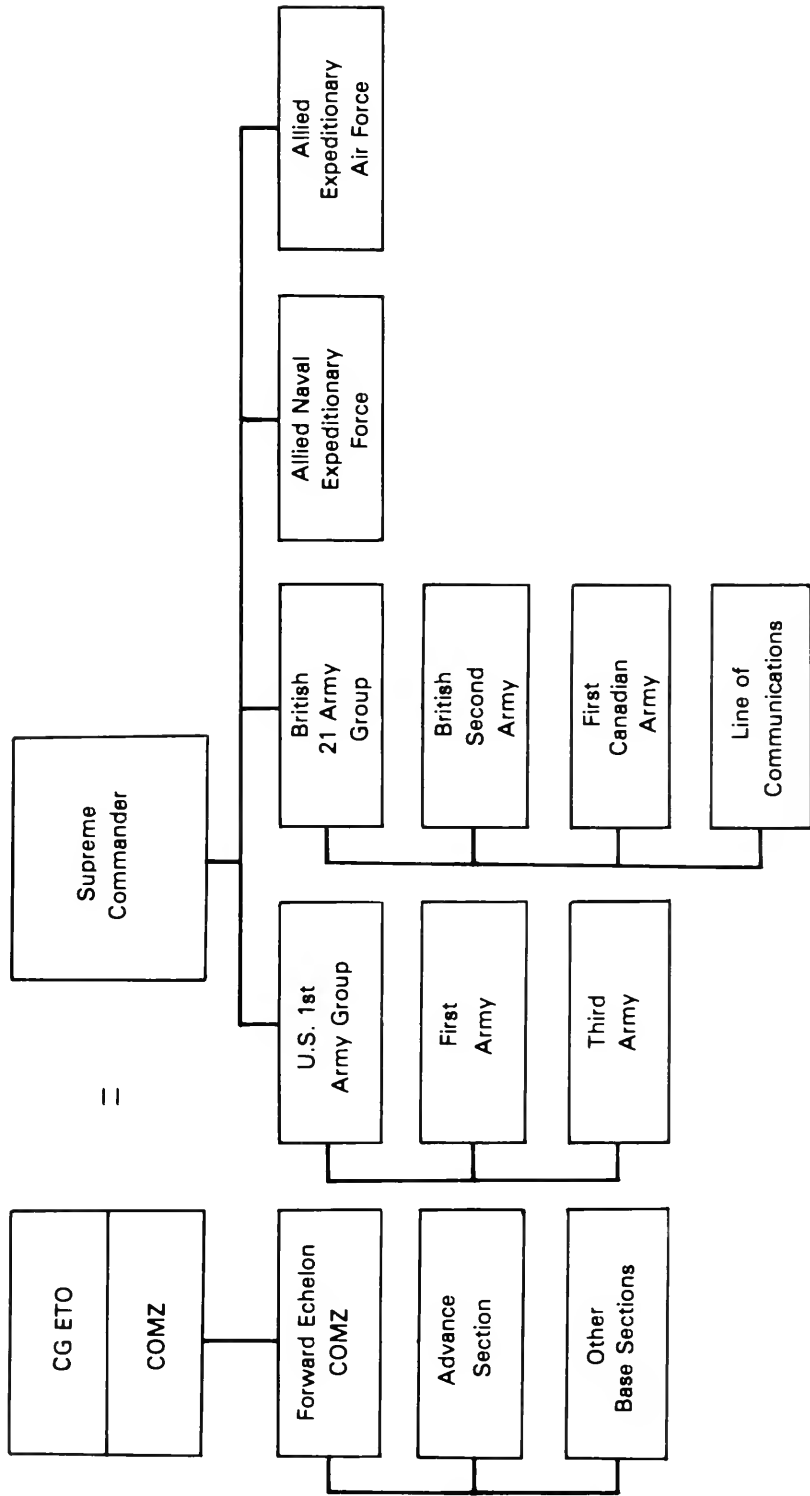 CG ETO
COMZ
=
Supreme
Commander
Forward Echelon
COMZ
Advance
Section
Other
Base Sections
U.S. 1st
Army Group
First
Army
Third
Army
British
21 Army
Group
British
Second
Army
First
Canadian
Army
Line of
Communications
Allied Naval
Expeditionary
Force
Allied
Expeditionary
Air Force